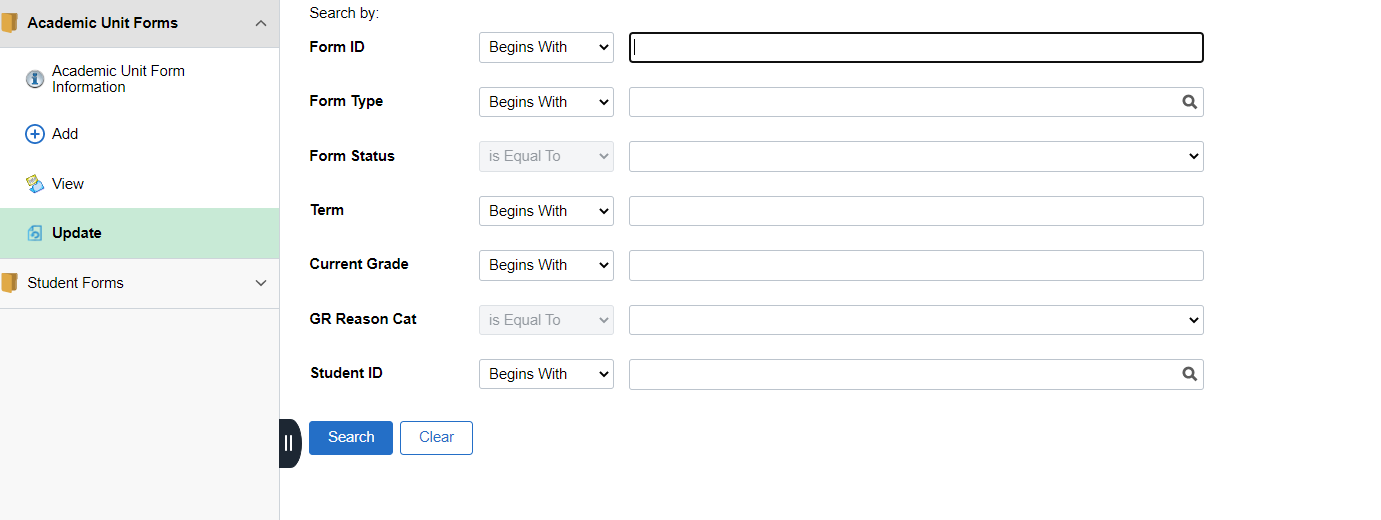 Academic Unit Forms
Academic Unit Form
Information
Add
View
Update
Student Forms
Search by:
Form ID Begins With
Form Type Begins With
Form Status is Equal To
Term Begins With
Current Grade Begins With
GR Reason Cat is Equal To
Student ID Begins With
Search Clear